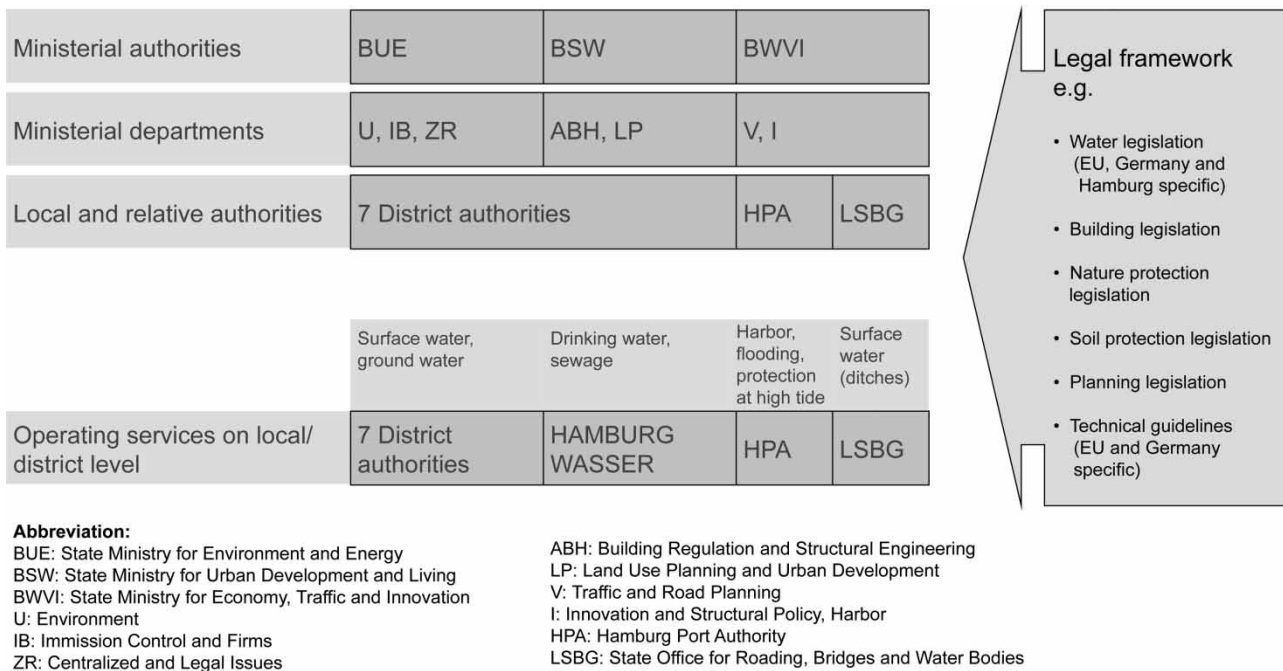 Ministerial authorities
BUE
BSW
BWVI
Ministerial departments
U, IB, ZR
ABH, LP
V, I
Local and relative authorities
7 District authorities
HPA
LSBG
Surface water,
ground water
Drinking water,
sewage
Harbor,
flooding,
protection
at high tide
Surface
water
(ditches)
Operating services on local/
district level
7 District
authorities
HAMBURG
WASSER
HPA
LSBG
Legal framework
e.g.
• Water legislation
(EU, Germany and
Hamburg specific)
• Building legislation
• Nature protection
legislation
• Soil protection legislation
• Planning legislation
• Technical guidelines
(EU and Germany
specific)
Abbreviation:
BUE: State Ministry for Environment and Energy
BSW: State Ministry for Urban Development and Living
BWVI: State Ministry for Economy, Traffic and Innovation
U: Environment
IB: Immission Control and Firms
ZR: Centralized and Legal Issues
ABH: Building Regulation and Structural Engineering
LP: Land Use Planning and Urban Development
V: Traffic and Road Planning
I: Innovation and Structural Policy, Harbor
HPA: Hamburg Port Authority
LSBG: State Office for Roading, Bridges and Water Bodies